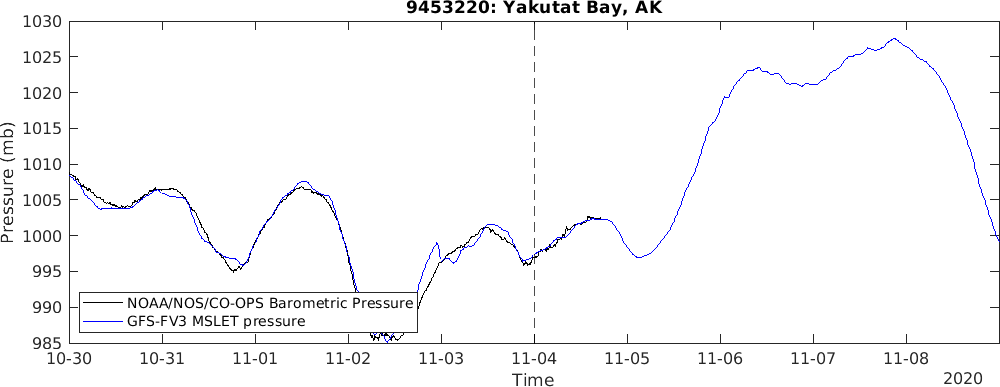 9453220: Yakutat Bay, AK
Pressure (mb)
1030
1025
1020
1015
1010
1005
1000
995
990
985
NOAA/NOS/CO-OPS Barometric Pressure
GFS-FV3 MSLET pressure
10-30 10-31 11-01 11-02 11-03 11-04 11-05 11-06 11-07 11-08
Time
2020